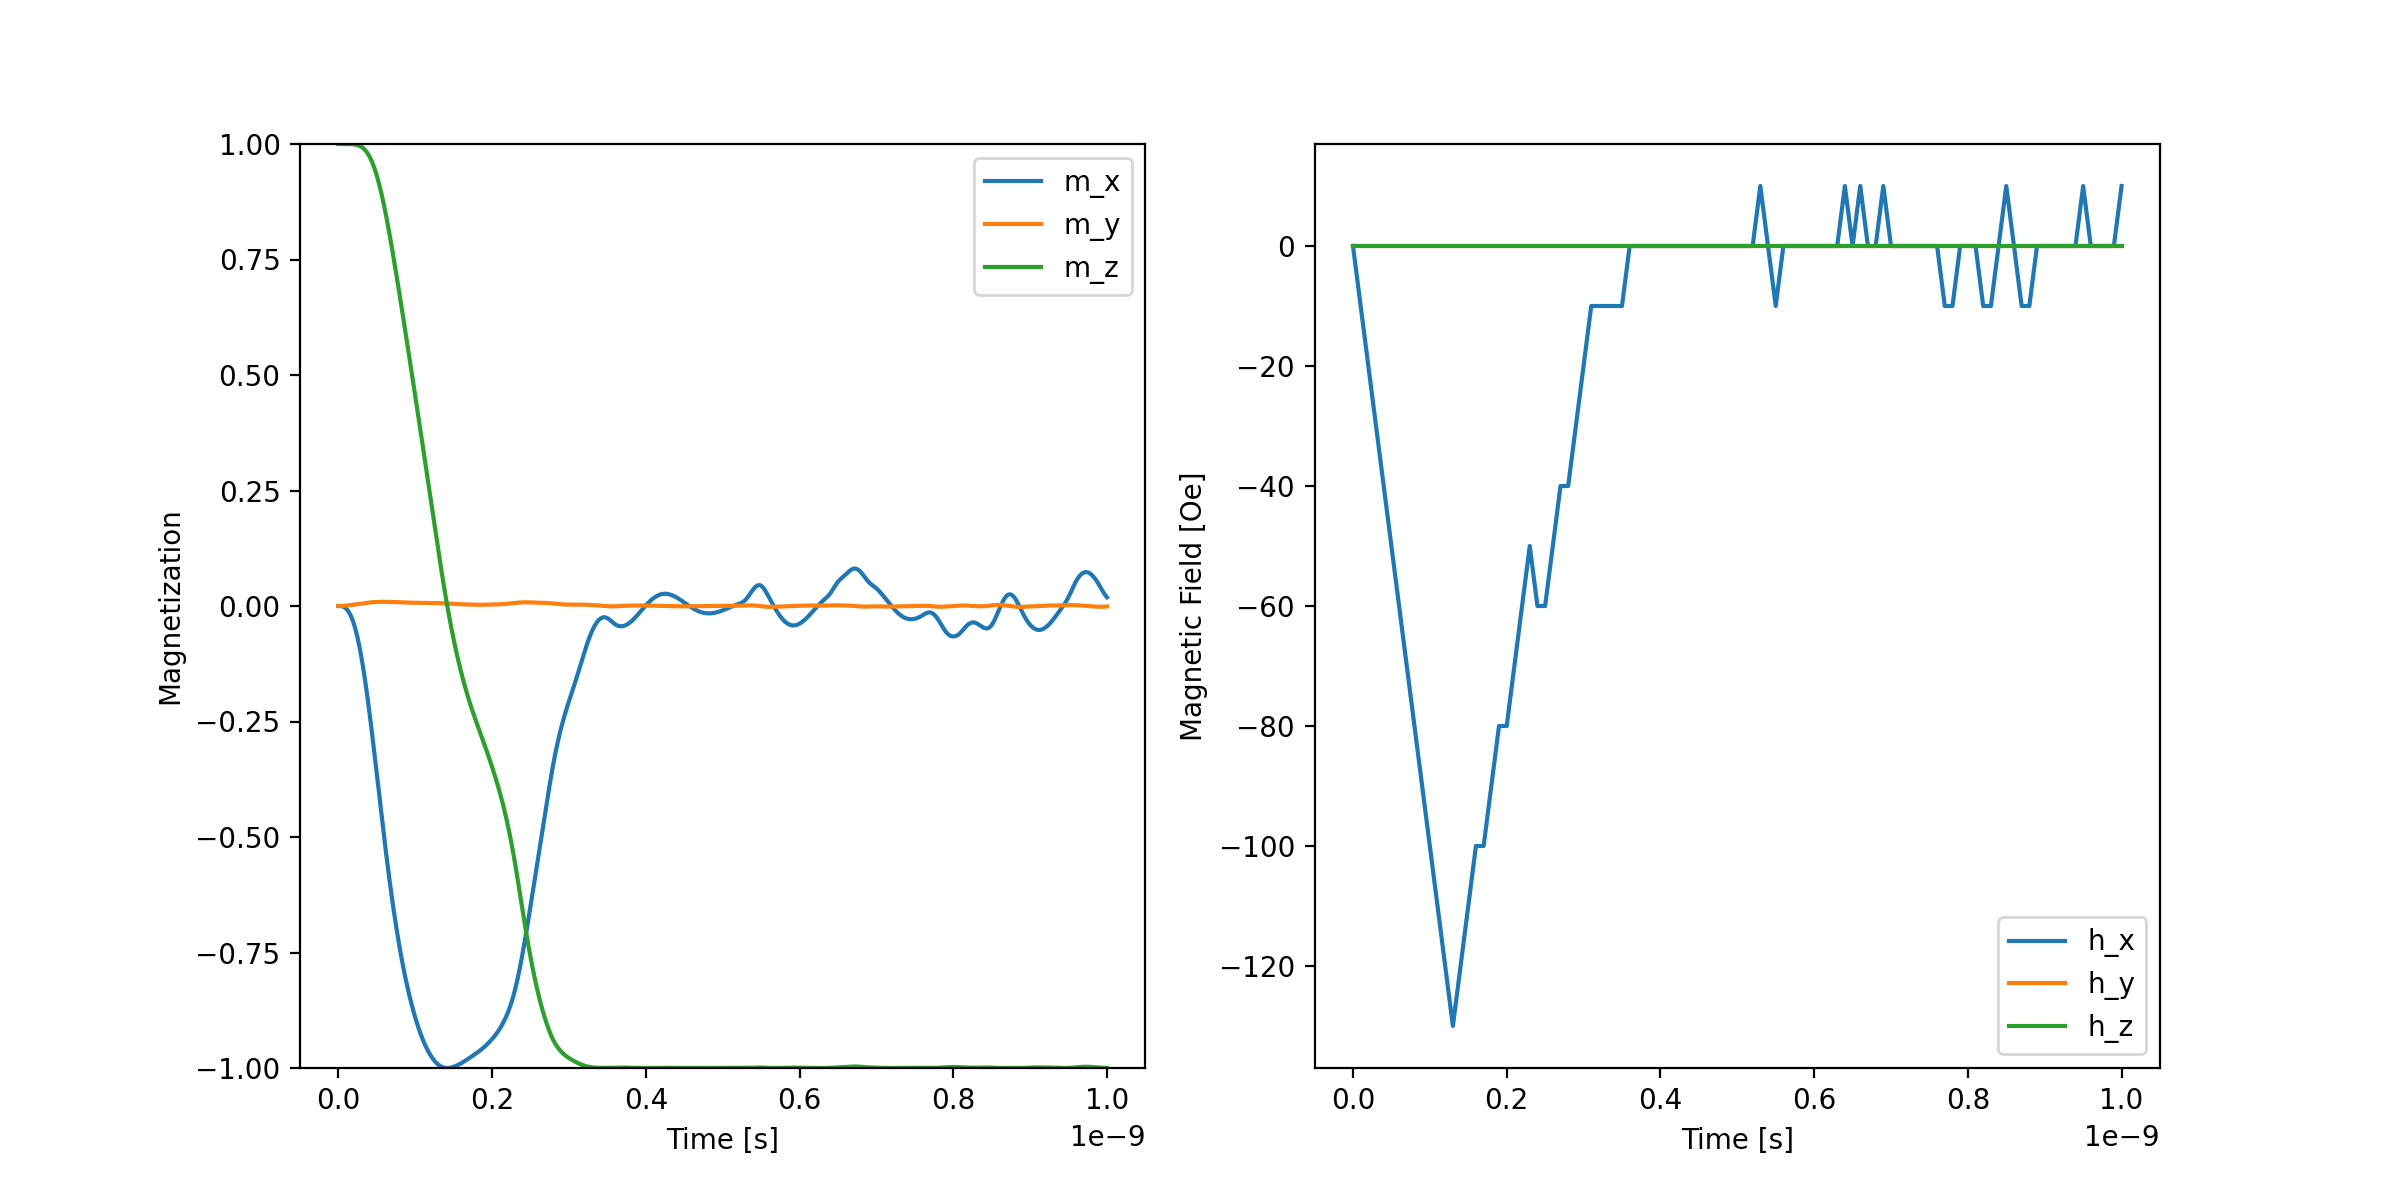 1.00
0.75
0.50
0.25
0.00
−0.25
−0.50
−0.75
−1.00
Magnetization
m_x
m_y
m_z
0.0 0.2 0.4 0.6 0.8 1.0
1e−9
Time [s]
0
−20
−40
−60
−80
−100
−120
Magnetic Field [Oe]
h_x
h_y
h_z
0.0 0.2 0.4 0.6 0.8 1.0
1e−9
Time [s]